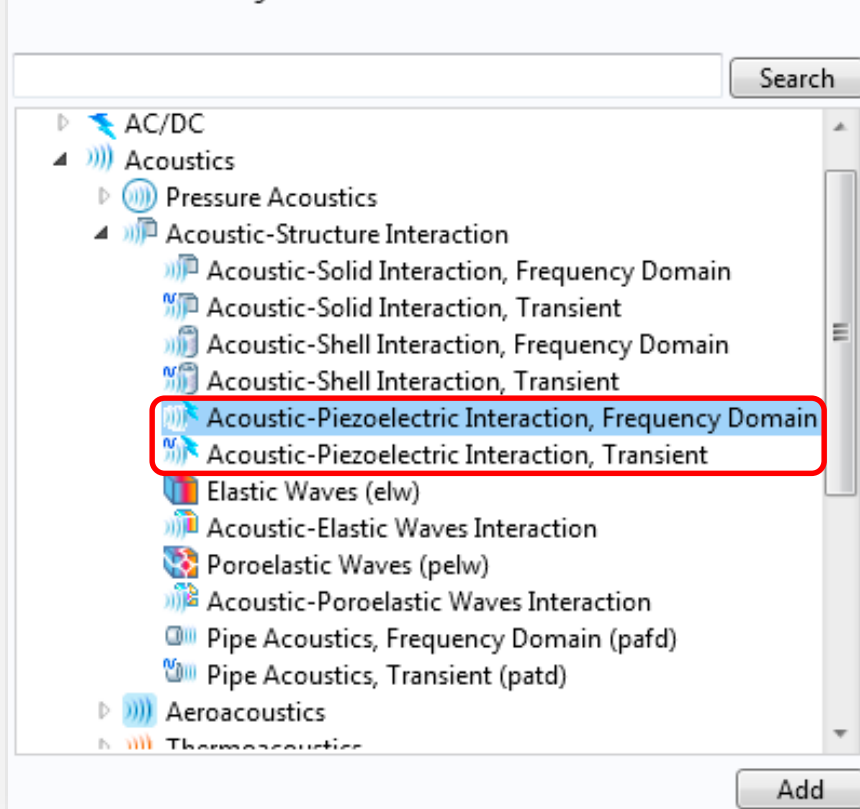 Search
AC/DC
Acoustics
Pressure Acoustics
Acoustic-Structure Interaction
Acoustic-Solid Interaction, Frequency Domain
Acoustic-Solid Interaction, Transient
Acoustic-Shell Interaction, Frequency Domain
Acoustic-Shell Interaction, Transient
Acoustic-Piezoelectric Interaction, Frequency Domain
Acoustic-Piezoelectric Interaction, Transient
Elastic Waves (elw)
Acoustic-Elastic Waves Interaction
Poroelastic Waves (pelw)
Acoustic-Poroelastic Waves Interaction
Pipe Acoustics, Frequency Domain (pafd)
Pipe Acoustics, Transient (patd)
Aeroacoustics
Thermoacoustics
Add